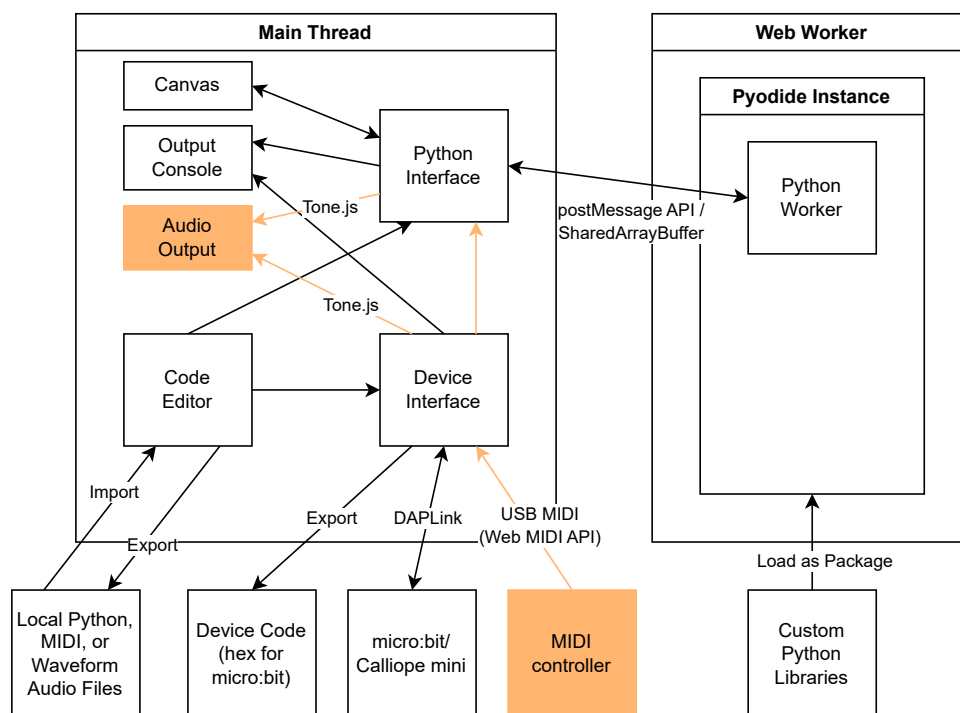 Main Thread
Web Worker
Canvas
Pyodide Instance
Output
Console
Python
Interface
Python
Worker
Tone.js
Audio
Output
postMessage API /
SharedArrayBuffer
Tone.js
Code
Editor
Device
Interface
Import
Export
Export
DAPLink
USB MIDI
(Web MIDI API)
Load as Package
Local Python,
MIDI, or
Waveform
Audio Files
Device Code
(hex for
micro:bit)
micro:bit/
Calliope mini
MIDI
controller
Custom
Python
Libraries